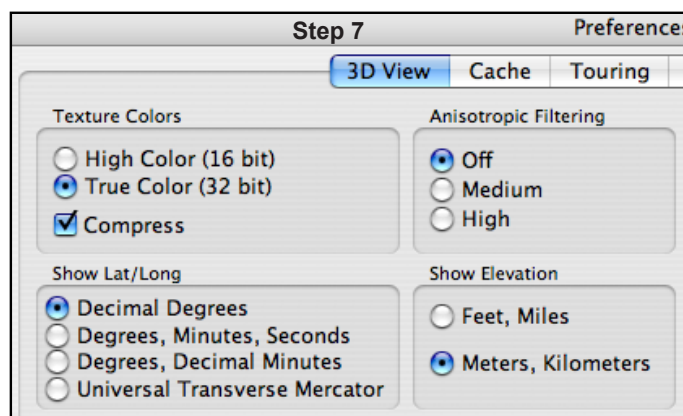 Step 7
Preferences
3D View Cache Touring
Texture Colors
High Color (16 bit)
True Color (32 bit)
Compress
Anisotropic Filtering
Off
Medium
High
Show Lat/Long
Decimal Degrees
Degrees, Minutes, Seconds
Degrees, Decimal Minutes
Universal Transverse Mercator
Show Elevation
Feet, Miles
Meters, Kilometers